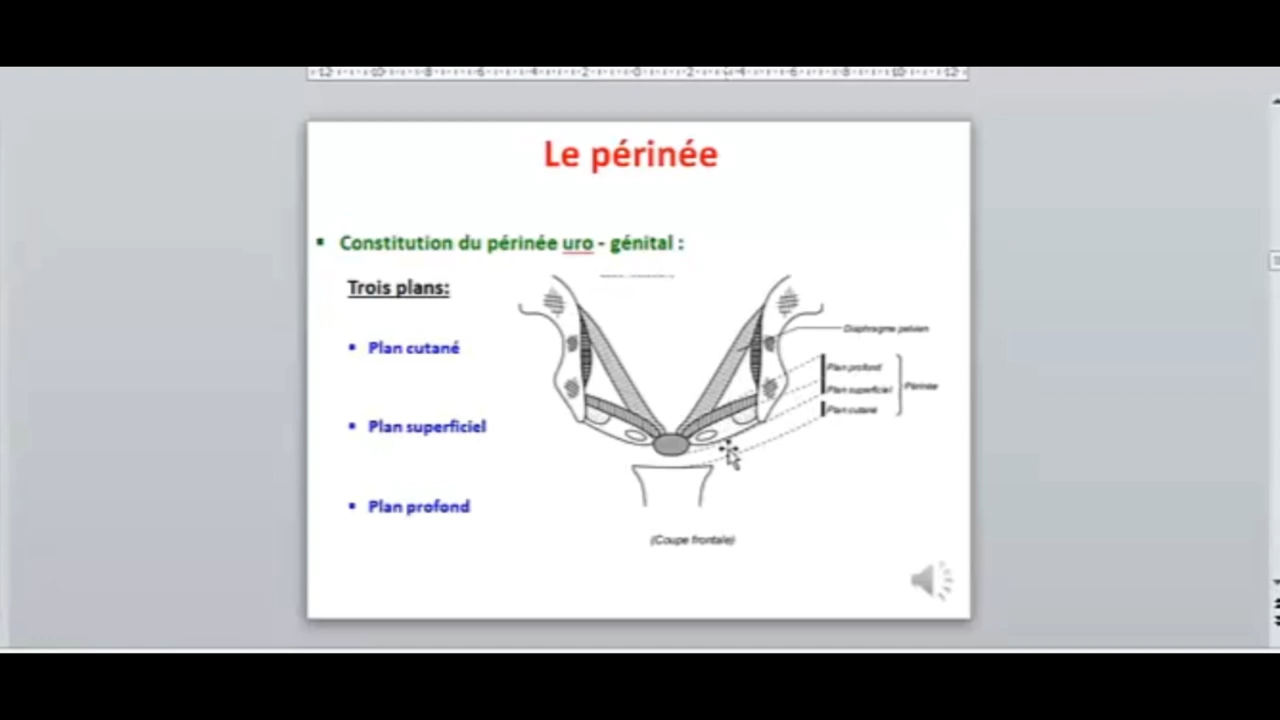 Le périnée
Constitution du périnée uro - génital :
Trois plans:
Plan cutané
Plan superficiel
Plan profond
Diaphragme pelvien
Plan profond
Plan superficiel
Plan cutané
Périnée
(Coupe frontale)